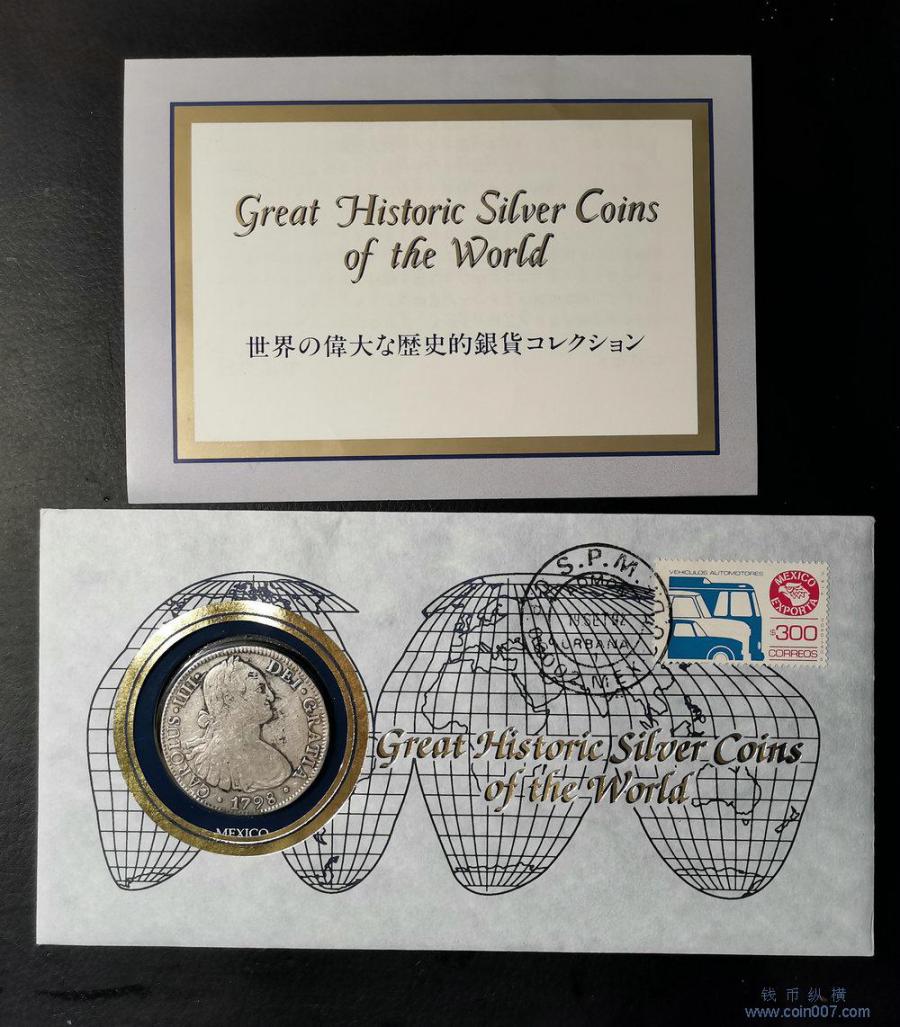 Great Historic Silver Coins
of the World
世界の偉大な歴史的銀貨コレクション
S.P.M.
URBANA
MEX
VEHICULOS AUTOMOTORES
MEXICO
EXPORTA
$300
CORREOS
CAROLUS·IIII· DEI·GRATIA
·1798·
MEXICO
Great Historic Silver Coins
of the World
钱币纵横
www.coin007.com